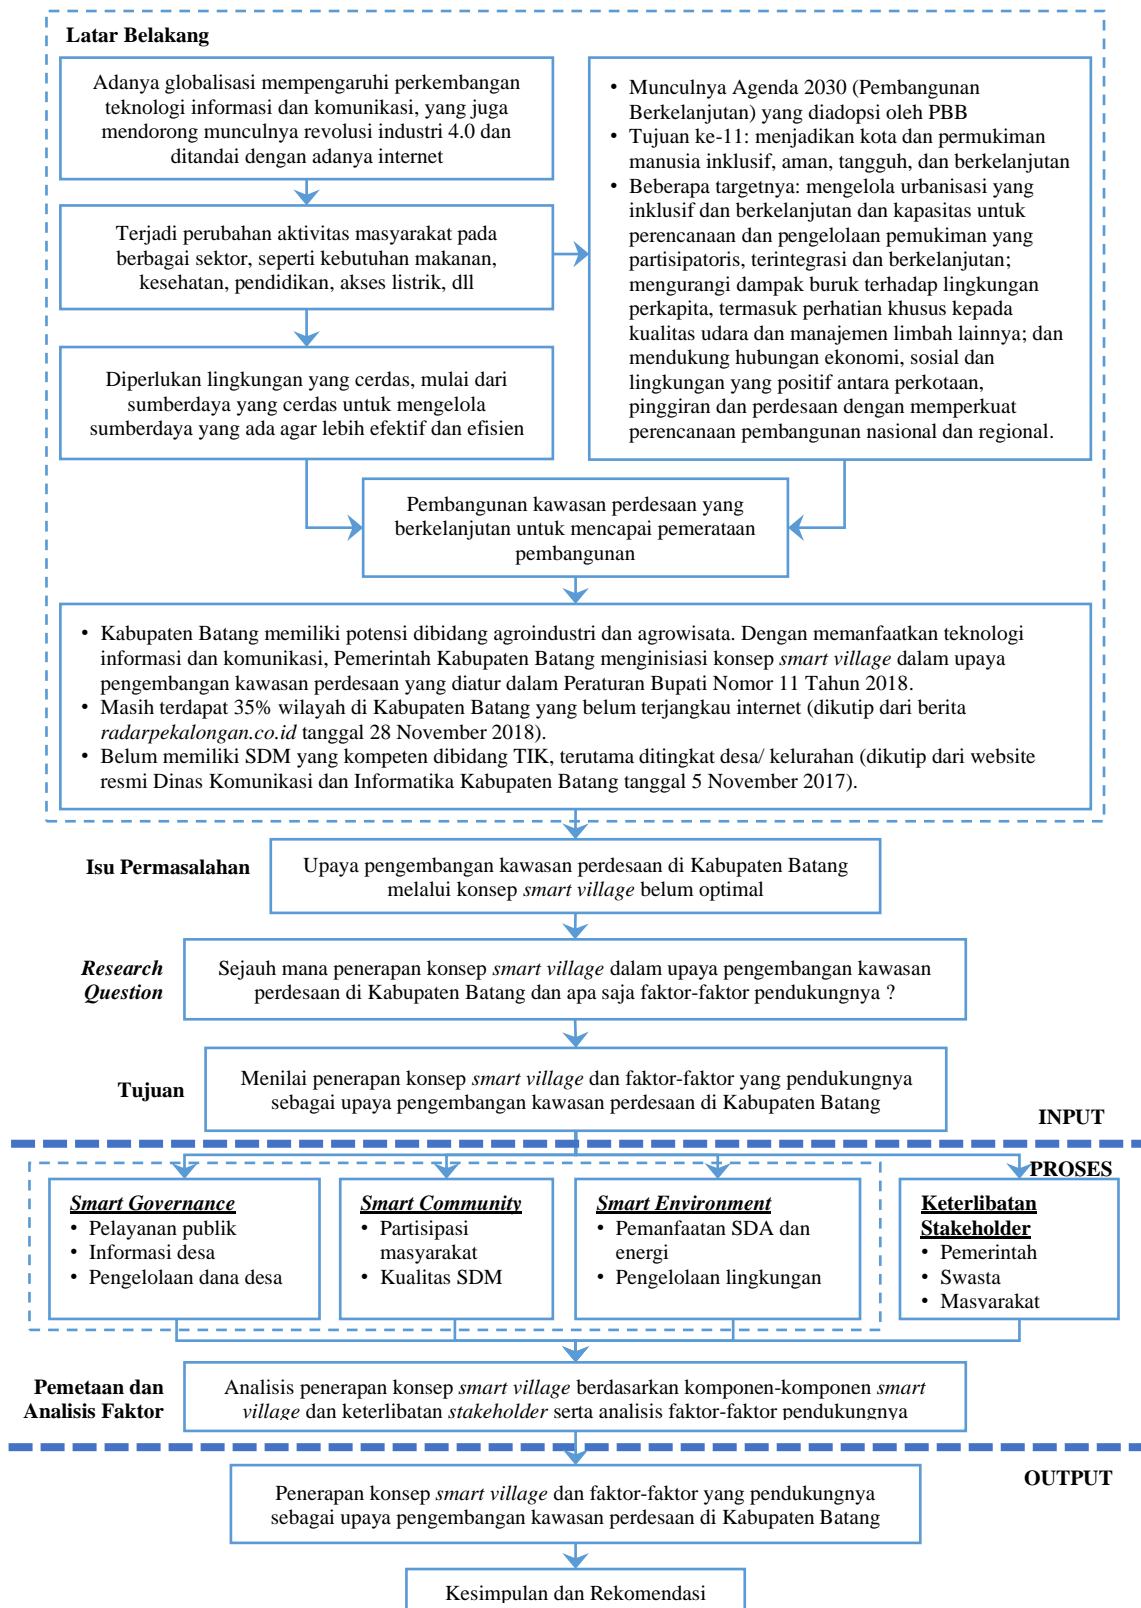 Latar Belakang
Adanya globalisasi mempengaruhi perkembangan
teknologi informasi dan komunikasi, yang juga
mendorong munculnya revolusi industri 4.0 dan
ditandai dengan adanya internet
Terjadi perubahan aktivitas masyarakat pada
berbagai sektor, seperti kebutuhan makanan,
kesehatan, pendidikan, akses listrik, dll
Diperlukan lingkungan yang cerdas, mulai dari
sumberdaya yang cerdas untuk mengelola
sumberdaya yang ada agar lebih efektif dan efisien
• Munculnya Agenda 2030 (Pembangunan
Berkelanjutan) yang diadopsi oleh PBB
• Tujuan ke-11: menjadikan kota dan permukiman
manusia inklusif, aman, tangguh, dan berkelanjutan
• Beberapa targetnya: mengelola urbanisasi yang
inklusif dan berkelanjutan dan kapasitas untuk
perencanaan dan pengelolaan pemukiman yang
partisipatoris, terintegrasi dan berkelanjutan;
mengurangi dampak buruk terhadap lingkungan
perkapita, termasuk perhatian khusus kepada
kualitas udara dan manajemen limbah lainnya; dan
mendukung hubungan ekonomi, sosial dan
lingkungan yang positif antara perkotaan,
pinggiran dan perdesaan dengan memperkuat
perencanaan pembangunan nasional dan regional.
Pembangunan kawasan perdesaan yang
berkelanjutan untuk mencapai pemerataan
pembangunan
• Kabupaten Batang memiliki potensi dibidang agroindustri dan agrowisata. Dengan memanfaatkan teknologi
informasi dan komunikasi, Pemerintah Kabupaten Batang menginisiasi konsep smart village dalam upaya
pengembangan kawasan perdesaan yang diatur dalam Peraturan Bupati Nomor 11 Tahun 2018.
• Masih terdapat 35% wilayah di Kabupaten Batang yang belum terjangkau internet (dikutip dari berita
radarpekalongan.co.id tanggal 28 November 2018).
• Belum memiliki SDM yang kompeten dibidang TIK, terutama ditingkat desa/ kelurahan (dikutip dari website
resmi Dinas Komunikasi dan Informatika Kabupaten Batang tanggal 5 November 2017).
Isu Permasalahan
Upaya pengembangan kawasan perdesaan di Kabupaten Batang
melalui konsep smart village belum optimal
Research
Question
Sejauh mana penerapan konsep smart village dalam upaya pengembangan kawasan
perdesaan di Kabupaten Batang dan apa saja faktor-faktor pendukungnya ?
Tujuan
Menilai penerapan konsep smart village dan faktor-faktor yang pendukungnya
sebagai upaya pengembangan kawasan perdesaan di Kabupaten Batang
INPUT
PROSES
Smart Governance
• Pelayanan publik
• Informasi desa
• Pengelolaan dana desa
Smart Community
• Partisipasi
masyarakat
• Kualitas SDM
Smart Environment
• Pemanfaatan SDA dan
energi
• Pengelolaan lingkungan
Keterlibatan
Stakeholder
• Pemerintah
• Swasta
• Masyarakat
Pemetaan dan
Analisis Faktor
Analisis penerapan konsep smart village berdasarkan komponen-komponen smart
village dan keterlibatan stakeholder serta analisis faktor-faktor pendukungnya
OUTPUT
Penerapan konsep smart village dan faktor-faktor yang pendukungnya
sebagai upaya pengembangan kawasan perdesaan di Kabupaten Batang
Kesimpulan dan Rekomendasi